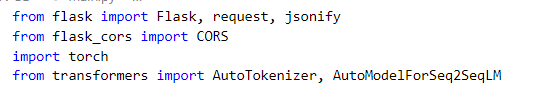 from flask import Flask, request, jsonify
from flask_cors import CORS
import torch
from transformers import AutoTokenizer, AutoModelForSeq2SeqLM